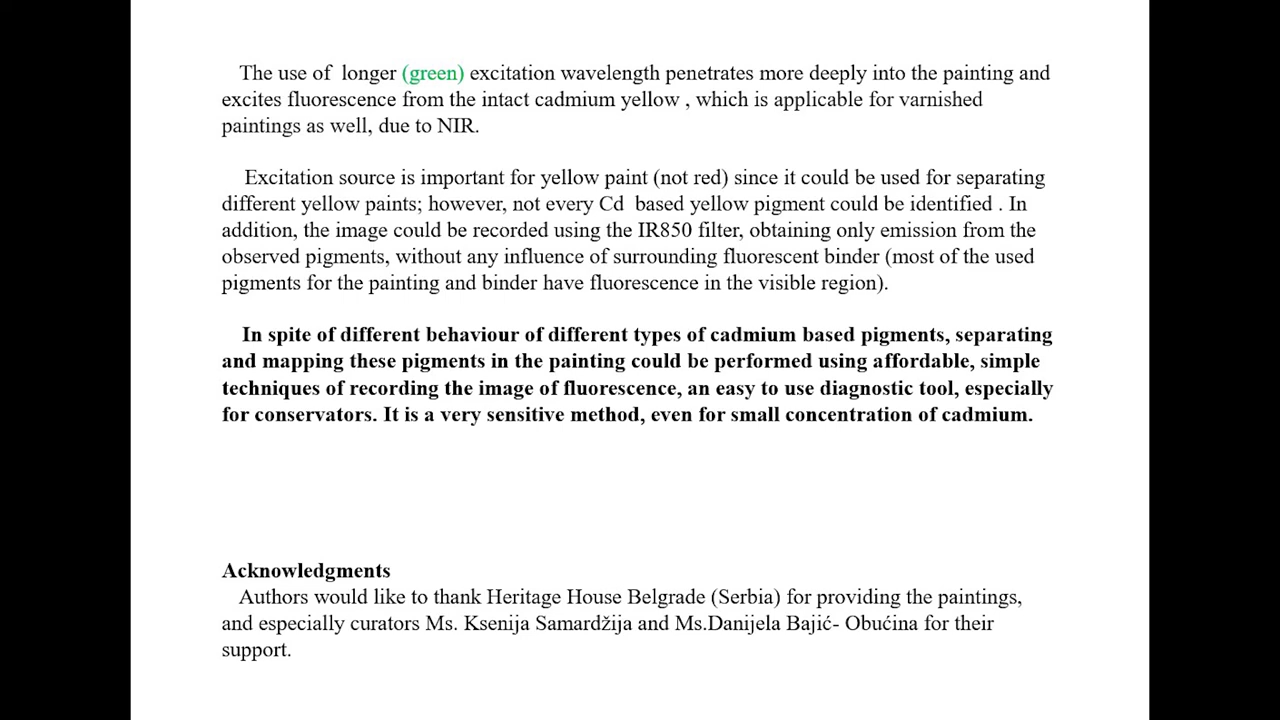 The use of longer (green) excitation wavelength penetrates more deeply into the painting and
excites fluorescence from the intact cadmium yellow , which is applicable for varnished
paintings as well, due to NIR.
Excitation source is important for yellow paint (not red) since it could be used for separating
different yellow paints; however, not every Cd based yellow pigment could be identified . In
addition, the image could be recorded using the IR850 filter, obtaining only emission from the
observed pigments, without any influence of surrounding fluorescent binder (most of the used
pigments for the painting and binder have fluorescence in the visible region).
In spite of different behaviour of different types of cadmium based pigments, separating
and mapping these pigments in the painting could be performed using affordable, simple
techniques of recording the image of fluorescence, an easy to use diagnostic tool, especially
for conservators. It is a very sensitive method, even for small concentration of cadmium.
Acknowledgments
Authors would like to thank Heritage House Belgrade (Serbia) for providing the paintings,
and especially curators Ms. Ksenija Samardžija and Ms.Danijela Bajić- Obućina for their
support.